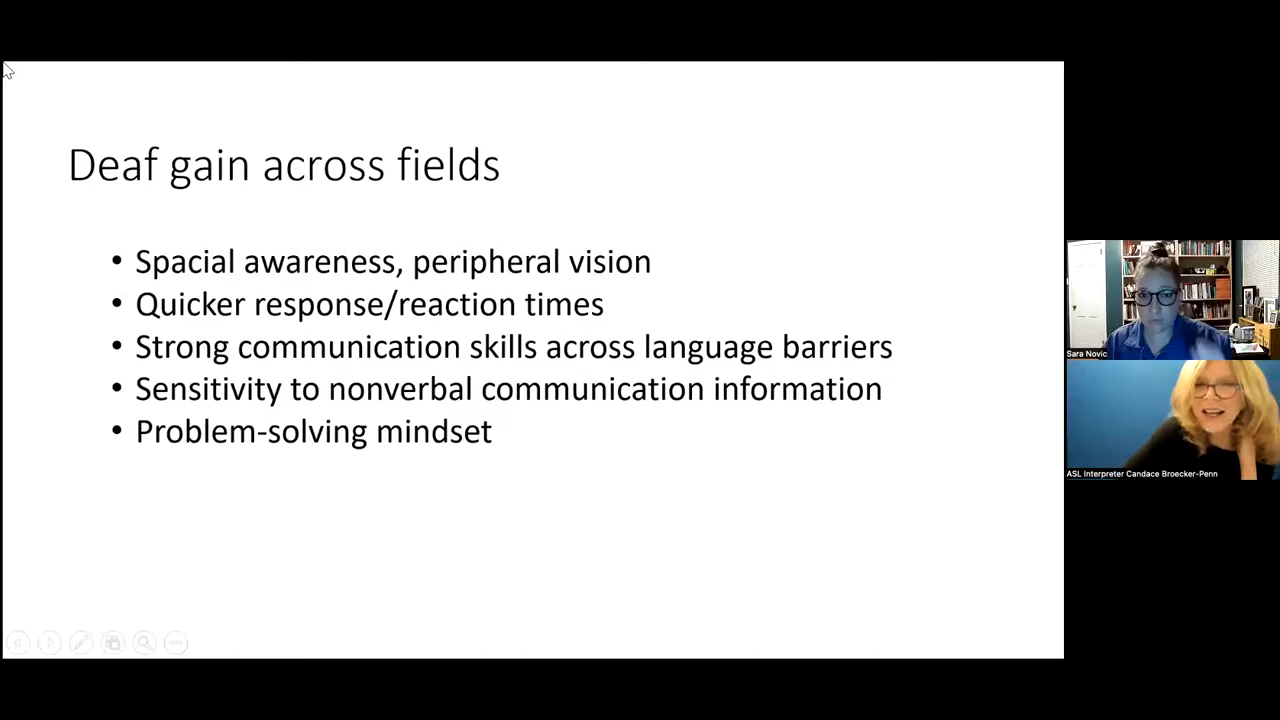 Deaf gain across fields
• Spacial awareness, peripheral vision
• Quicker response/reaction times
• Strong communication skills across language barriers
• Sensitivity to nonverbal communication information
• Problem-solving mindset
Sara Novic
ASL Interpreter Candace Broecker-Penn